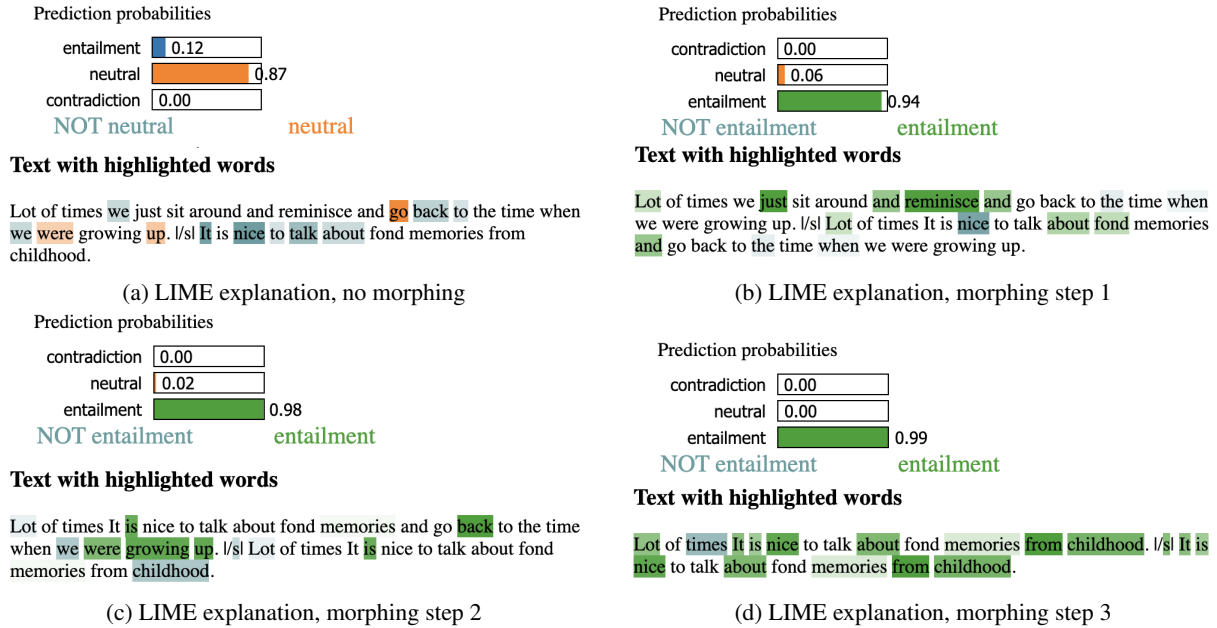 Prediction probabilities
entailment 0.12
neutral 0.87
contradiction 0.00
NOT neutral neutral
Text with highlighted words
Lot of times we just sit around and reminisce and go back to the time when
we were growing up. |/s| It is nice to talk about fond memories from
childhood.
(a) LIME explanation, no morphing
Prediction probabilities
contradiction 0.00
neutral 0.06
entailment 0.94
NOT entailment entailment
Text with highlighted words
Lot of times we just sit around and reminisce and go back to the time when
we were growing up. |/s| Lot of times It is nice to talk about fond memories
and go back to the time when we were growing up.
(b) LIME explanation, morphing step 1
Prediction probabilities
contradiction 0.00
neutral 0.02
entailment 0.98
NOT entailment entailment
Text with highlighted words
Lot of times It is nice to talk about fond memories and go back to the time
when we were growing up. |/s| Lot of times It is nice to talk about fond
memories from childhood.
(c) LIME explanation, morphing step 2
Prediction probabilities
contradiction 0.00
neutral 0.00
entailment 0.99
NOT entailment entailment
Text with highlighted words
Lot of times It is nice to talk about fond memories from childhood. |/s| It is
nice to talk about fond memories from childhood.
(d) LIME explanation, morphing step 3